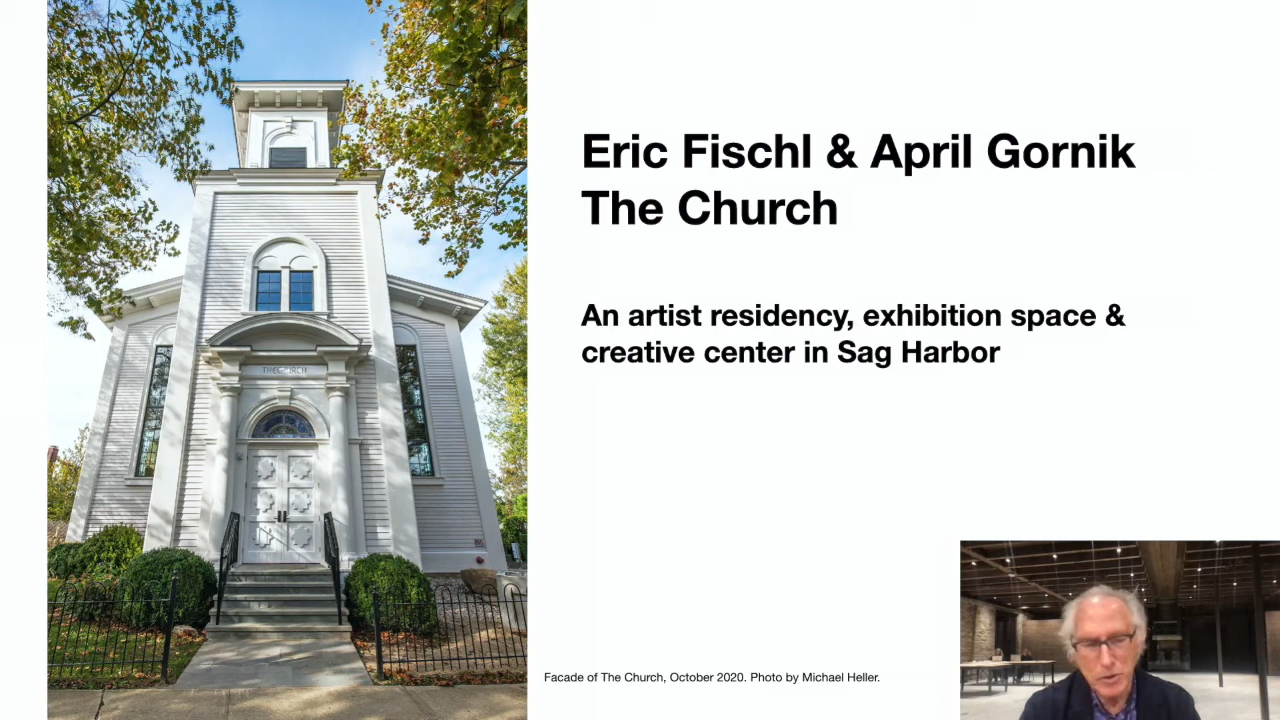 Eric Fischl & April Gornik
The Church
An artist residency, exhibition space &
creative center in Sag Harbor
THE CHURCH
Facade of The Church, October 2020. Photo by Michael Heller.